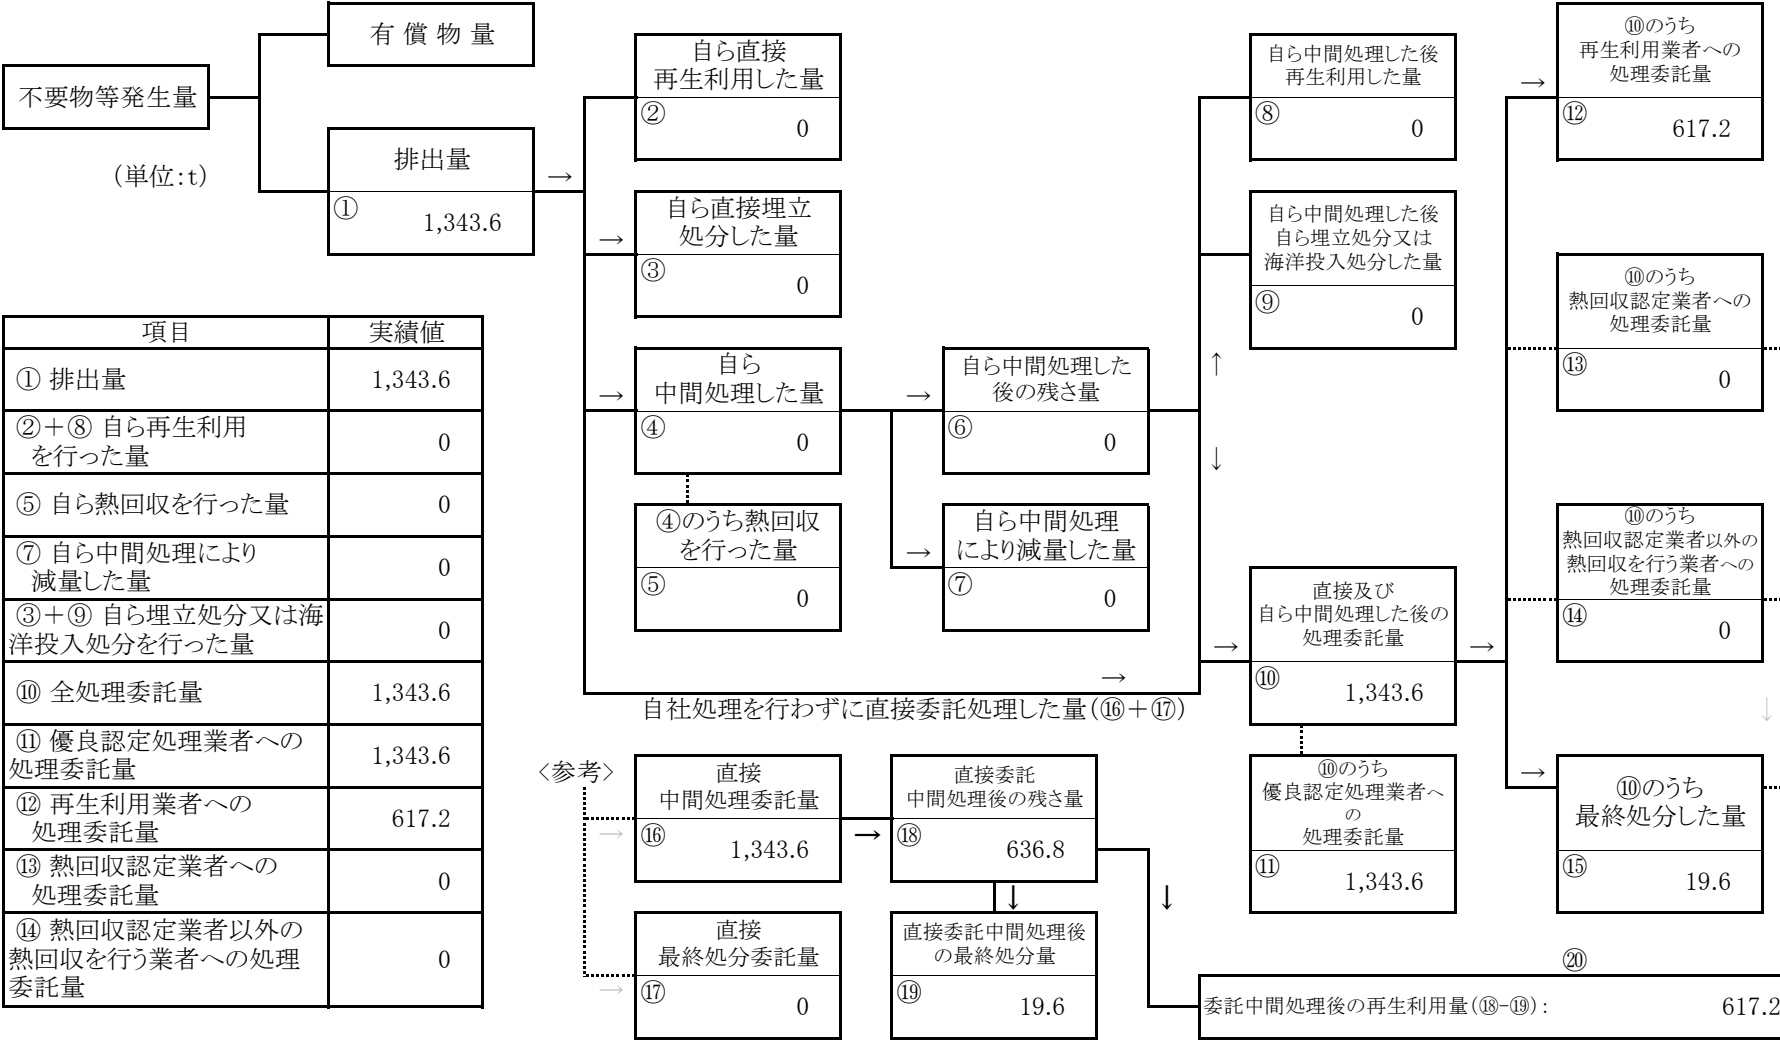 有 償 物 量
不要物等発生量
（単位：t）
排出量
①
1,343.6
→
自ら直接
再生利用した量
②
0
→
自ら直接埋立
処分した量
③
0
→
自ら
中間処理した量
④
0
④のうち熱回収
を行った量
⑤
0
→
自ら中間処理した
後の残さ量
⑥
0
→
自ら中間処理
により減量した量
⑦
0
自ら中間処理した後
再生利用した量
⑧
0
自ら中間処理した後
自ら埋立処分又は
海洋投入処分した量
⑨
0
↑
↓
→
自社処理を行わずに直接委託処理した量（⑯＋⑰）
→
直接及び
自ら中間処理した後の
処理委託量
⑩
1,343.6
⑩のうち
優良認定処理業者へ
の
処理委託量
⑪
1,343.6
→
→
⑩のうち
再生利用業者への
処理委託量
⑫
617.2
⑩のうち
熱回収認定業者への
処理委託量
⑬
0
⑩のうち
熱回収認定業者以外の
熱回収を行う業者への
処理委託量
⑭
0
↓
→
⑩のうち
最終処分した量
⑮
19.6
項目 実績値
① 排出量 1,343.6
②＋⑧ 自ら再生利用
を行った量
0
⑤ 自ら熱回収を行った量 0
⑦ 自ら中間処理により
減量した量
0
③＋⑨ 自ら埋立処分又は海
洋投入処分を行った量
0
⑩ 全処理委託量 1,343.6
⑪ 優良認定処理業者への
処理委託量
1,343.6
⑫ 再生利用業者への
処理委託量
617.2
⑬ 熱回収認定業者への
処理委託量
0
⑭ 熱回収認定業者以外の
熱回収を行う業者への処理
委託量
0
〈参考〉
→
直接
中間処理委託量
⑯
1,343.6
→
直接委託
中間処理後の残さ量
⑱
636.8
↓
↓
→
直接
最終処分委託量
⑰
0
直接委託中間処理後
の最終処分量
⑲
19.6
⑳
委託中間処理後の再生利用量（⑱-⑲）： 617.2